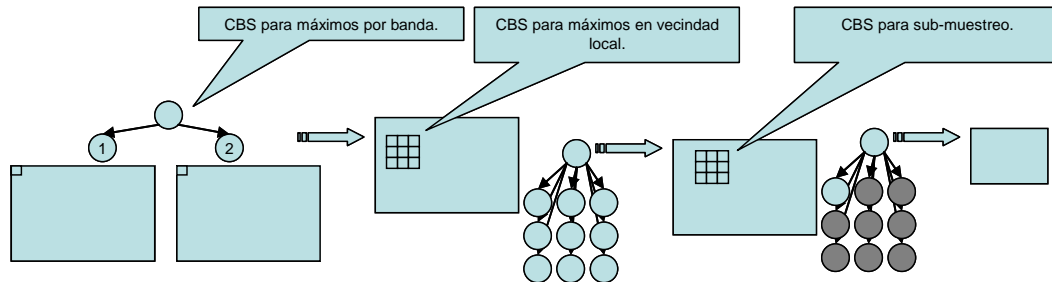 CBS para máximos por banda.
CBS para máximos en vecindad
local.
CBS para sub-muestreo.
1
2